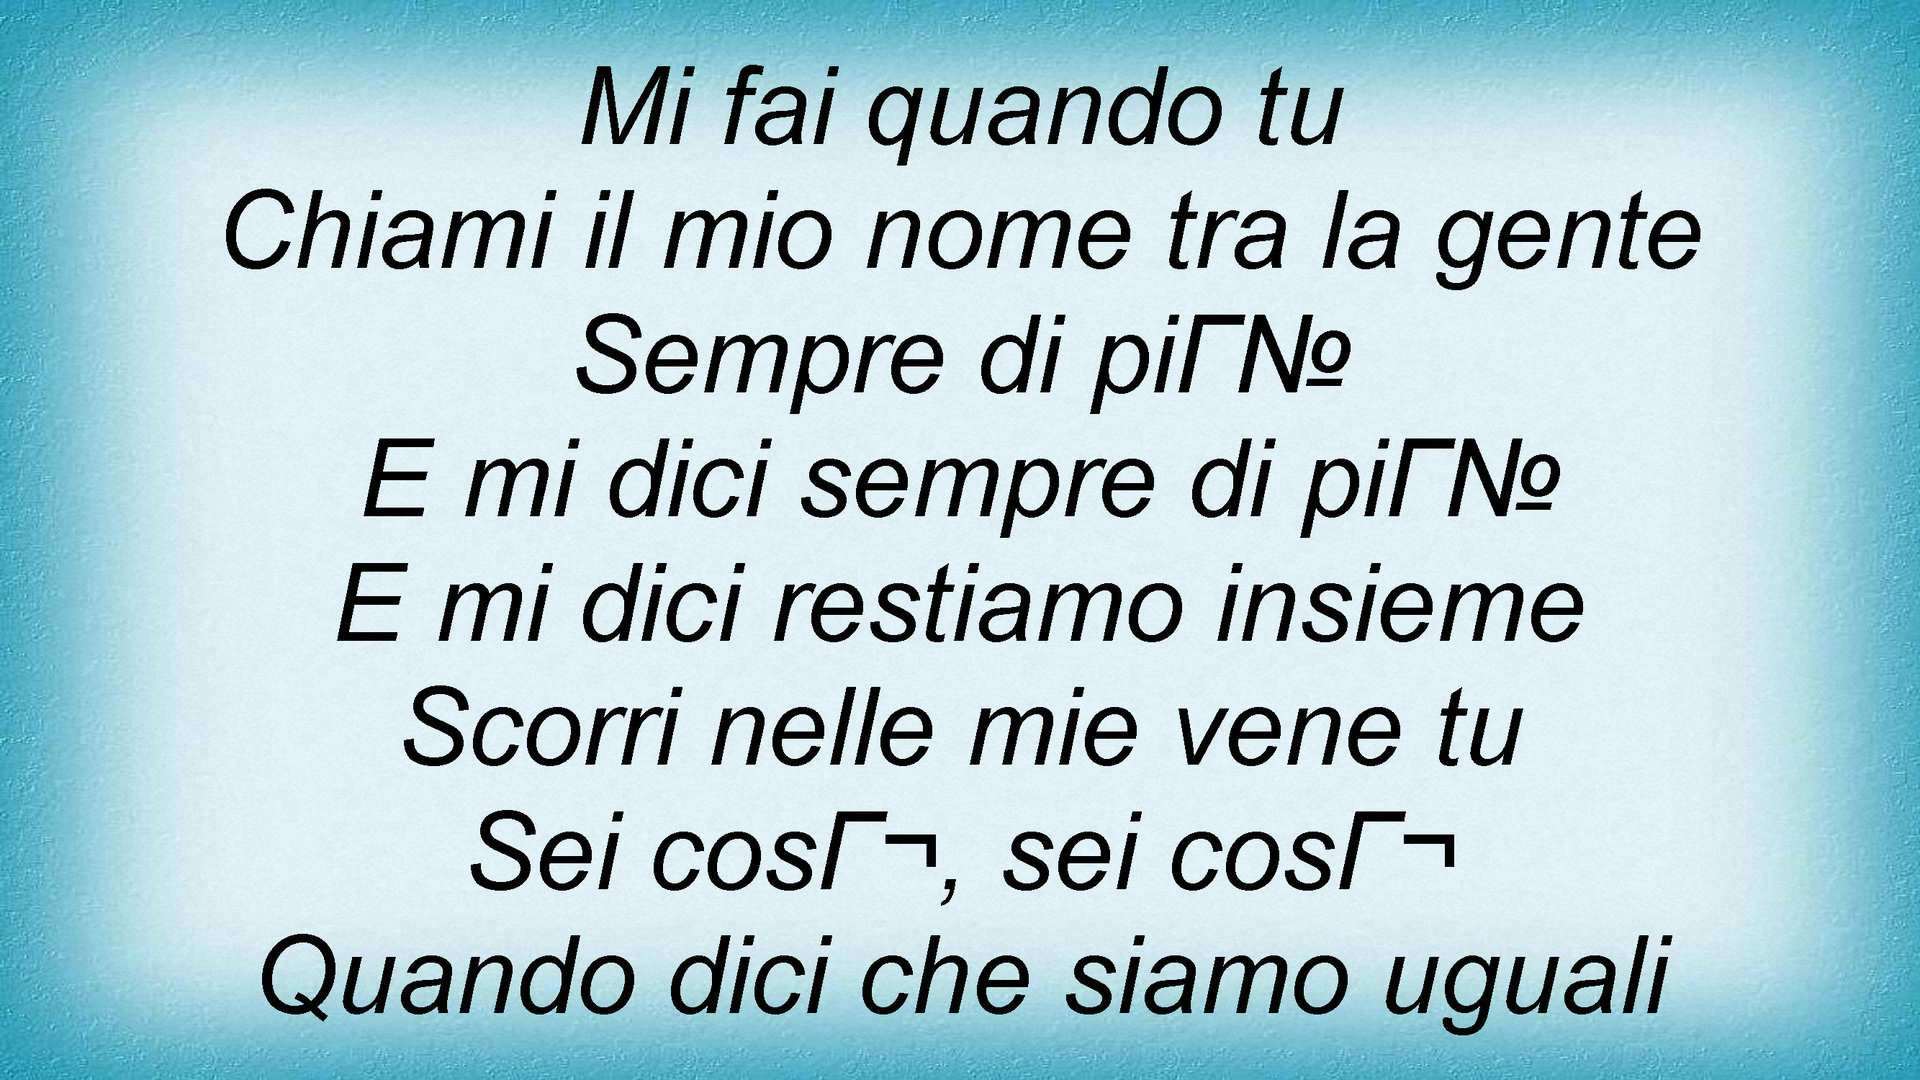 Mi fai quando tu
Chiami il mio nome tra la gente
Sempre di piГ№
E mi dici sempre di piГ№
E mi dici restiamo insieme
Scorri nelle mie vene tu
Sei cosГ¬, sei cosГ¬
Quando dici che siamo uguali